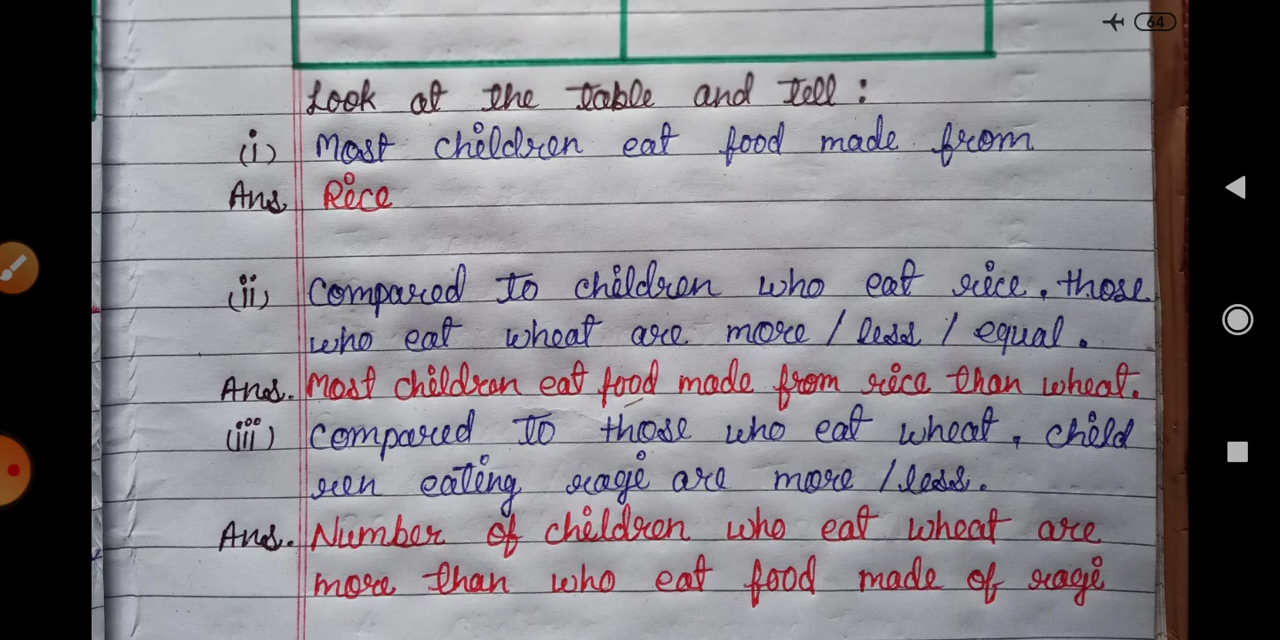 64
Look at the table and tell :
(i) Most children eat food made from
Ans. Rice
(ii) Compared to children who eat rice, those
who eat wheat are more / less / equal.
Ans. Most children eat food made from rice than wheat.
(iii) Compared to those who eat wheat, child
ren eating ragi are more / less.
Ans. Number of children who eat wheat are
more than who eat food made of ragi